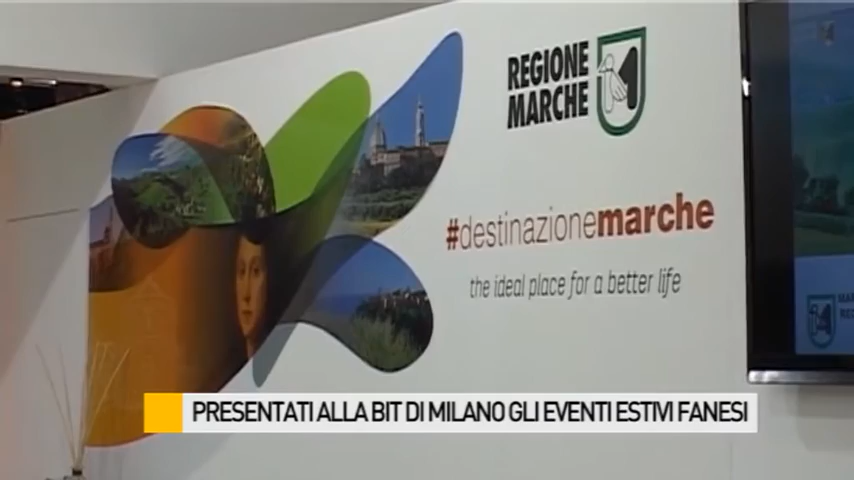 REGIONE
MARCHE
#destinazionemarche
the ideal place for a better life
PRESENTATI ALLA BIT DI MILANO GLI EVENTI ESTIVI FANESI